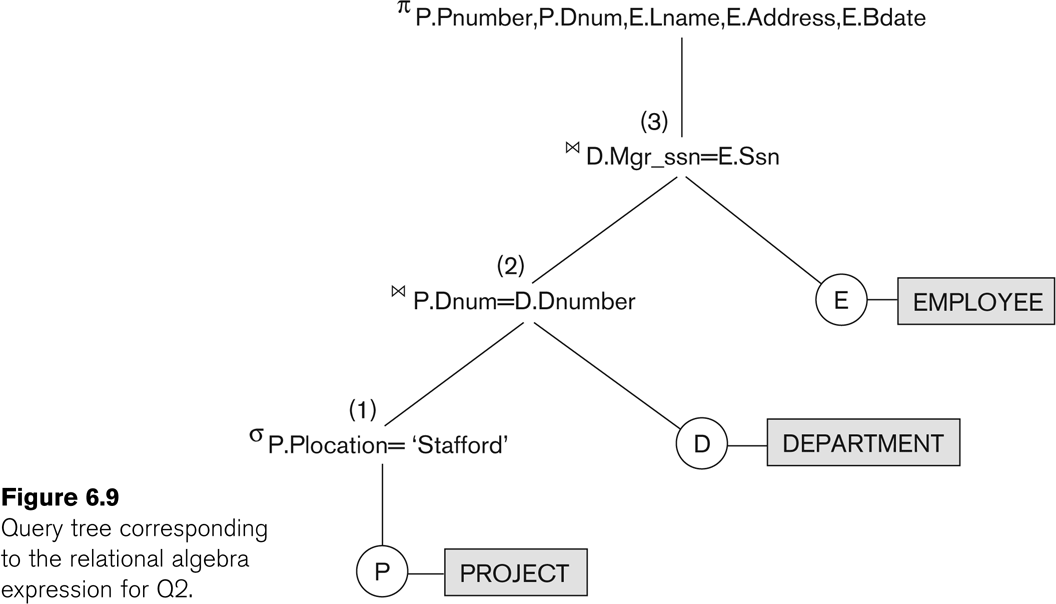 π P.Pnumber,P.Dnum,E.Lname,E.Address,E.Bdate
(3)
⋈ D.Mgr_ssn=E.Ssn
(2)
⋈ P.Dnum=D.Dnumber
E EMPLOYEE
(1)
σ P.Plocation= ‘Stafford’
D DEPARTMENT
P PROJECT
Figure 6.9
Query tree corresponding
to the relational algebra
expression for Q2.